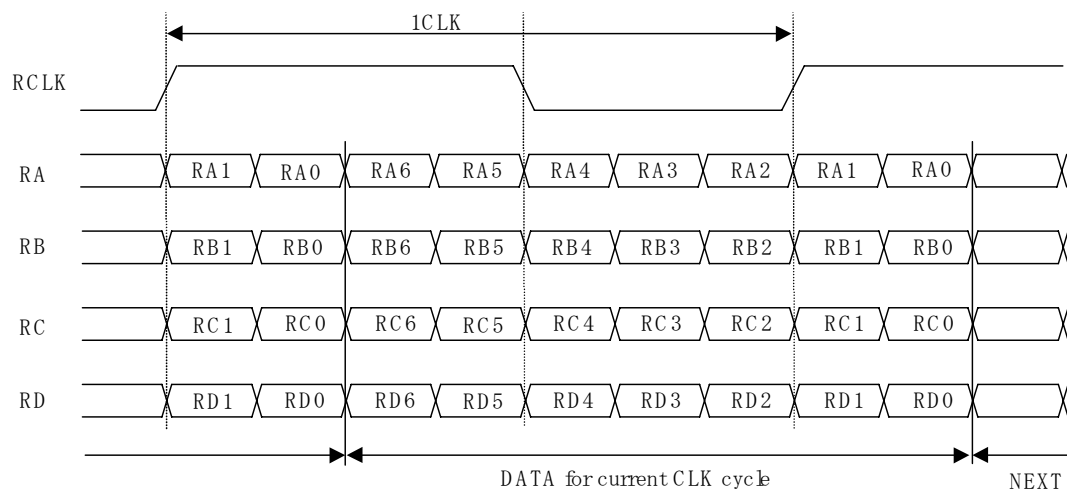 1CLK
RCLK
RA RA1 RA0 RA6 RA5 RA4 RA3 RA2 RA1 RA0
RB RB1 RB0 RB6 RB5 RB4 RB3 RB2 RB1 RB0
RC RC1 RC0 RC6 RC5 RC4 RC3 RC2 RC1 RC0
RD RD1 RD0 RD6 RD5 RD4 RD3 RD2 RD1 RD0
DATA for current CLK cycle NEXT